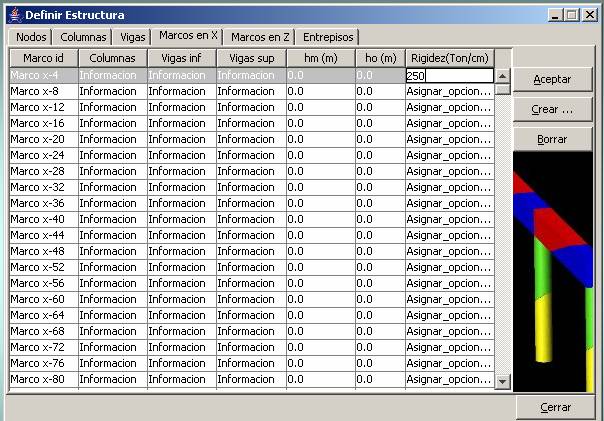 Definir Estructura
Nodos Columnas Vigas Marcos en X Marcos en Z Entrepisos
Marco id Columnas Vigas inf Vigas sup hm (m) ho (m) Rigidez(Ton/cm)
Marco x-4 Informacion Informacion Informacion 0.0 0.0 250
Marco x-8 Informacion Informacion Informacion 0.0 0.0 Asignar_opcion...
Marco x-12 Informacion Informacion Informacion 0.0 0.0 Asignar_opcion...
Marco x-16 Informacion Informacion Informacion 0.0 0.0 Asignar_opcion...
Marco x-20 Informacion Informacion Informacion 0.0 0.0 Asignar_opcion...
Marco x-24 Informacion Informacion Informacion 0.0 0.0 Asignar_opcion...
Marco x-28 Informacion Informacion Informacion 0.0 0.0 Asignar_opcion...
Marco x-32 Informacion Informacion Informacion 0.0 0.0 Asignar_opcion...
Marco x-36 Informacion Informacion Informacion 0.0 0.0 Asignar_opcion...
Marco x-40 Informacion Informacion Informacion 0.0 0.0 Asignar_opcion...
Marco x-44 Informacion Informacion Informacion 0.0 0.0 Asignar_opcion...
Marco x-48 Informacion Informacion Informacion 0.0 0.0 Asignar_opcion...
Marco x-52 Informacion Informacion Informacion 0.0 0.0 Asignar_opcion...
Marco x-56 Informacion Informacion Informacion 0.0 0.0 Asignar_opcion...
Marco x-60 Informacion Informacion Informacion 0.0 0.0 Asignar_opcion...
Marco x-64 Informacion Informacion Informacion 0.0 0.0 Asignar_opcion...
Marco x-68 Informacion Informacion Informacion 0.0 0.0 Asignar_opcion...
Marco x-72 Informacion Informacion Informacion 0.0 0.0 Asignar_opcion...
Marco x-76 Informacion Informacion Informacion 0.0 0.0 Asignar_opcion...
Marco x-80 Informacion Informacion Informacion 0.0 0.0 Asignar_opcion...
Aceptar
Crear ...
Borrar
Cerrar